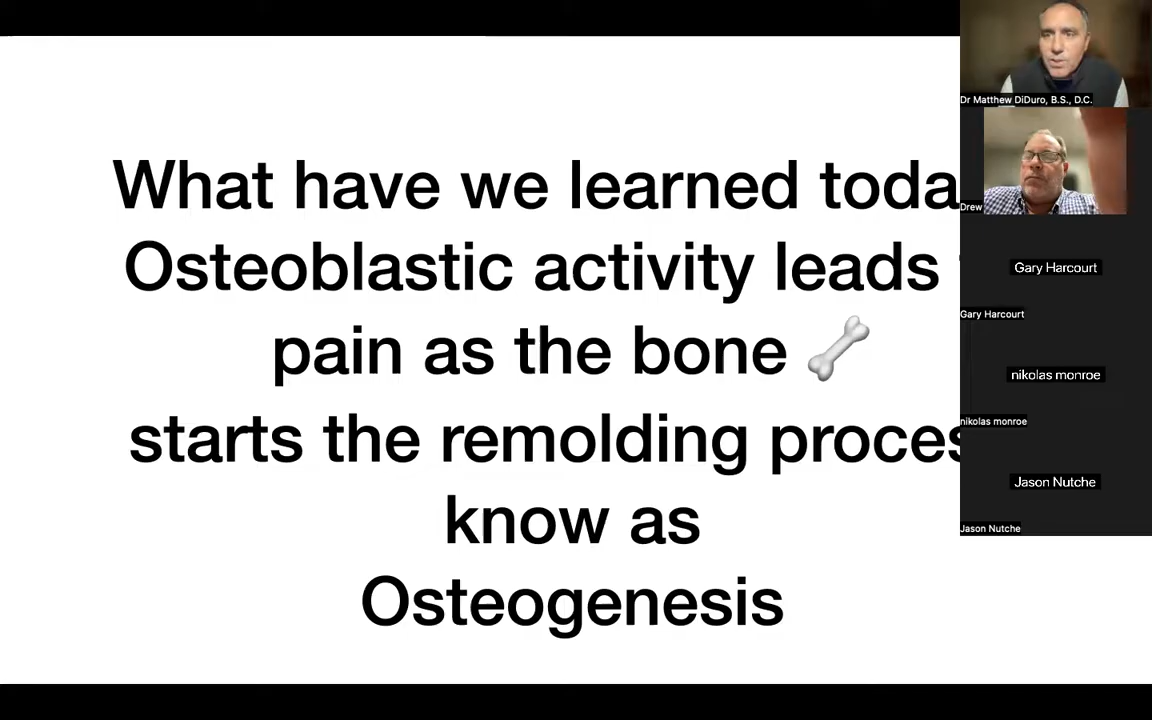 What have we learned toda
Osteoblastic activity leads
pain as the bone 🦴
starts the remolding proces
know as
Osteogenesis
Dr Matthew DiDuro, B.S., D.C.
Drew
Gary Harcourt
Gary Harcourt
nikolas monroe
nikolas monroe
Jason Nutche
Jason Nutche